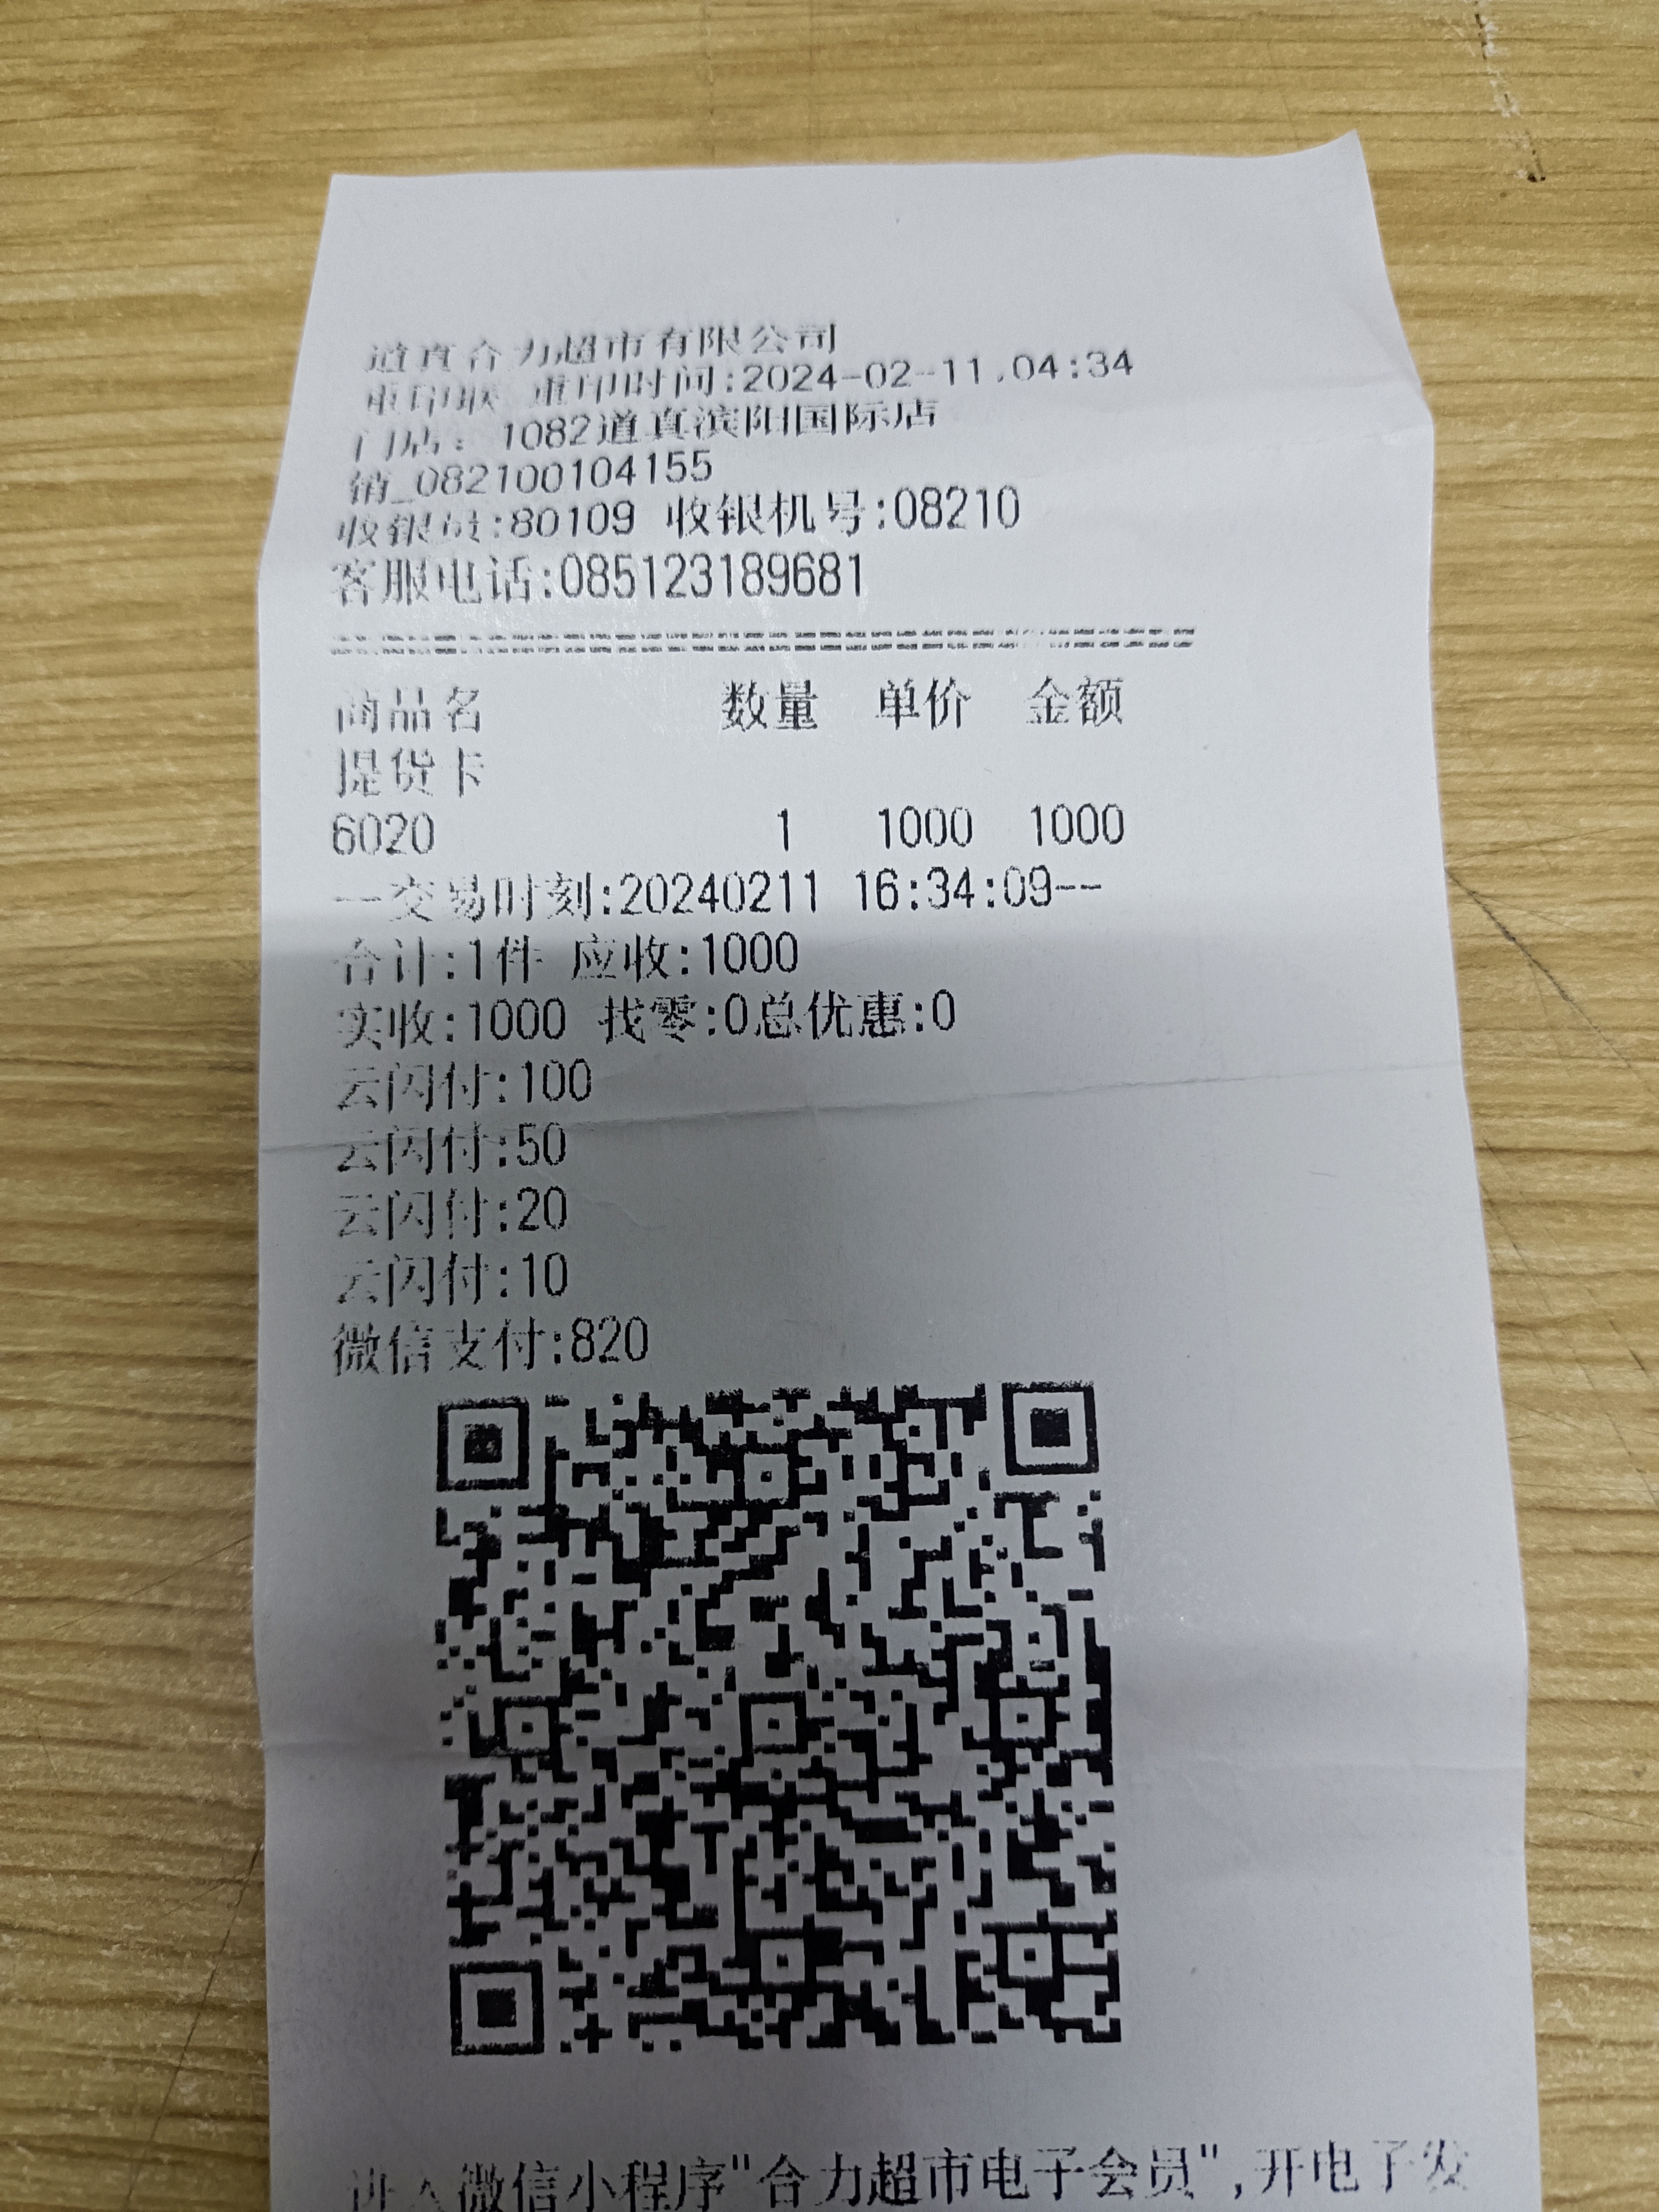 道真合力超市有限公司
重印联 重印时间:2024-02-11.04:34
门店: 1082道真滨阳国际店
销_082100104155
收银员:80109 收银机号:08210
客服电话:085123189681
商品名 数量 单价 金额
提货卡
6020 1 1000 1000
--交易时刻:20240211 16:34:09--
合计:1件 应收:1000
实收:1000 找零:0总优惠:0
云闪付:100
云闪付:50
云闪付:20
云闪付:10
微信支付:820
进入微信小程序"合力超市电子会员",开电子发